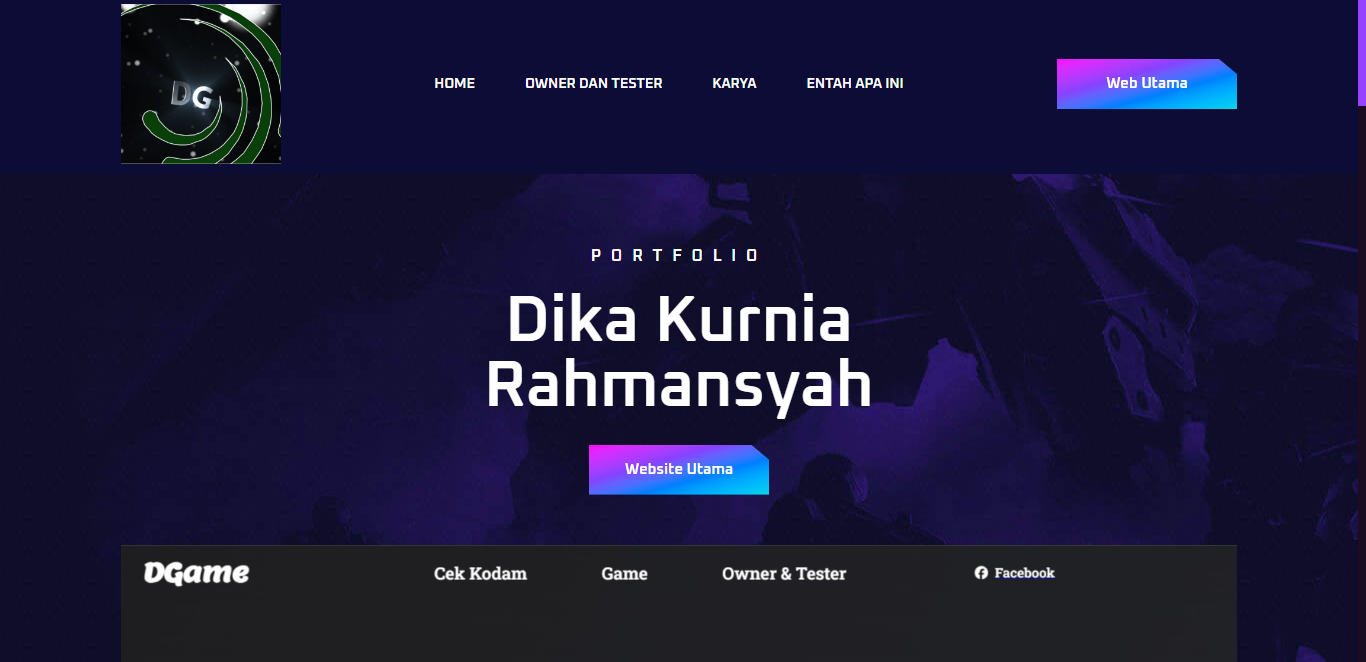 DG
HOME
OWNER DAN TESTER
KARYA
ENTAH APA INI
Web Utama
PORTFOLIO
Dika Kurnia
Rahmansyah
Website Utama
DGame
Cek Kodam
Game
Owner & Tester
Facebook